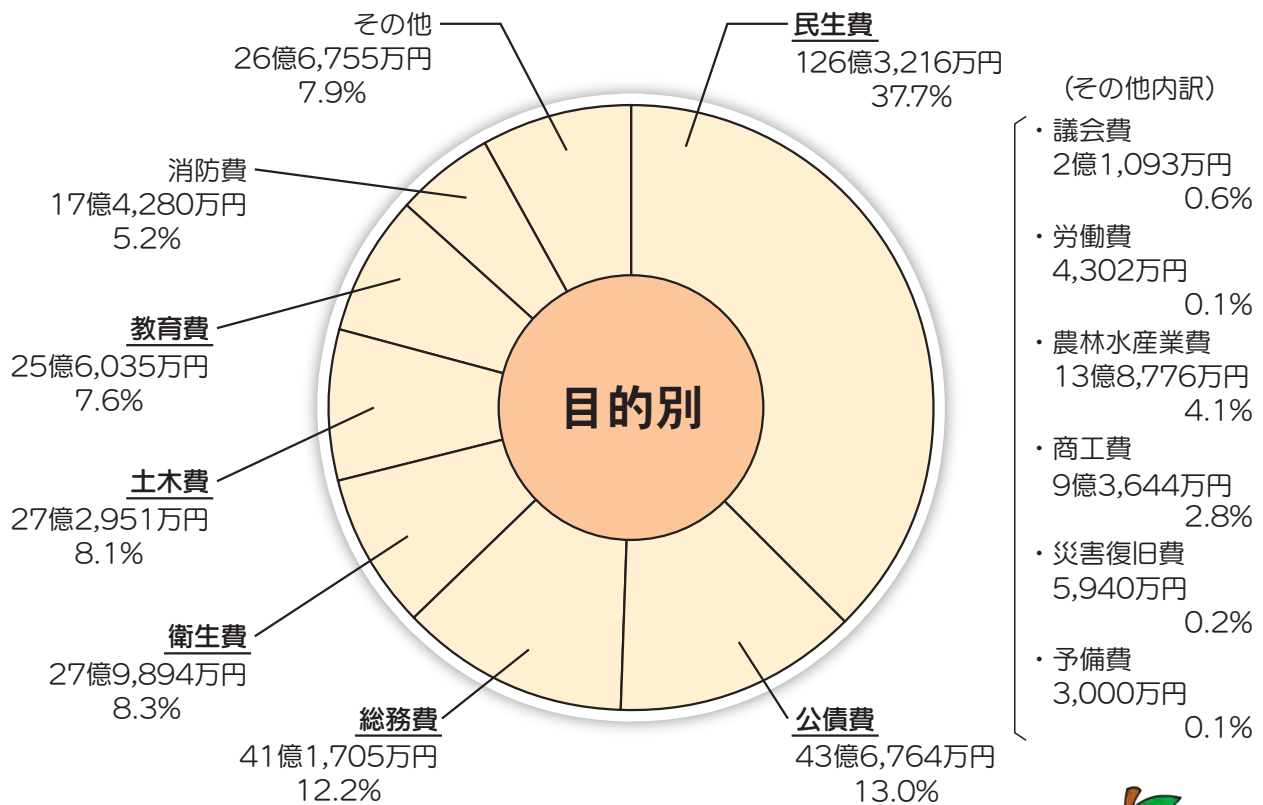 その他
26億6,755万円
7.9%
民生費
126億3,216万円
37.7%
消防費
17億4,280万円
5.2%
教育費
25億6,035万円
7.6%
土木費
27億2,951万円
8.1%
衛生費
27億9,894万円
8.3%
総務費
41億1,705万円
12.2%
公債費
43億6,764万円
13.0%
目的別
（その他内訳）
・議会費
2億1,093万円
0.6%
・労働費
4,302万円
0.1%
・農林水産業費
13億8,776万円
4.1%
・商工費
9億3,644万円
2.8%
・災害復旧費
5,940万円
0.2%
・予備費
3,000万円
0.1%